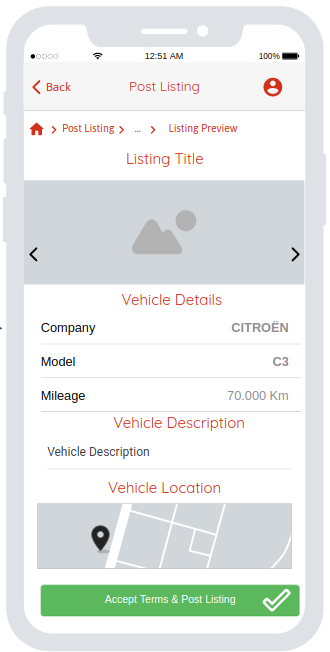 12:51 AM 100%
Back Post Listing
Post Listing ... Listing Preview
Listing Title
Vehicle Details
Company CITROËN
Model C3
Mileage 70.000 Km
Vehicle Description
Vehicle Description
Vehicle Location
Accept Terms & Post Listing